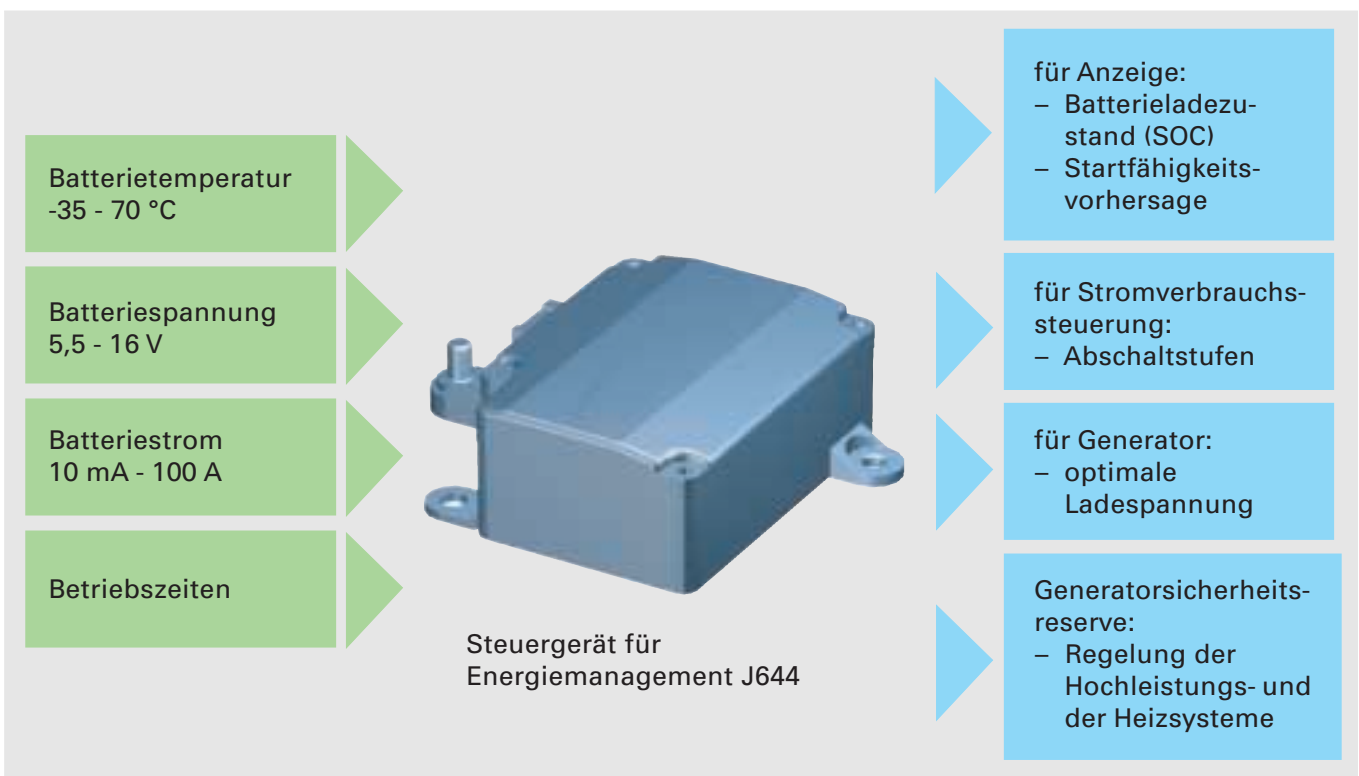 Batterietemperatur
-35 - 70 °C
Batteriespannung
5,5 - 16 V
Batteriestrom
10 mA - 100 A
Betriebszeiten
Steuergerät für
Energiemanagement J644
für Anzeige:
– Batterieladezu-
stand (SOC)
– Startfähigkeits-
vorhersage
für Stromverbrauchs-
steuerung:
– Abschaltstufen
für Generator:
– optimale
Ladespannung
Generatorsicherheits-
reserve:
– Regelung der
Hochleistungs- und
der Heizsysteme